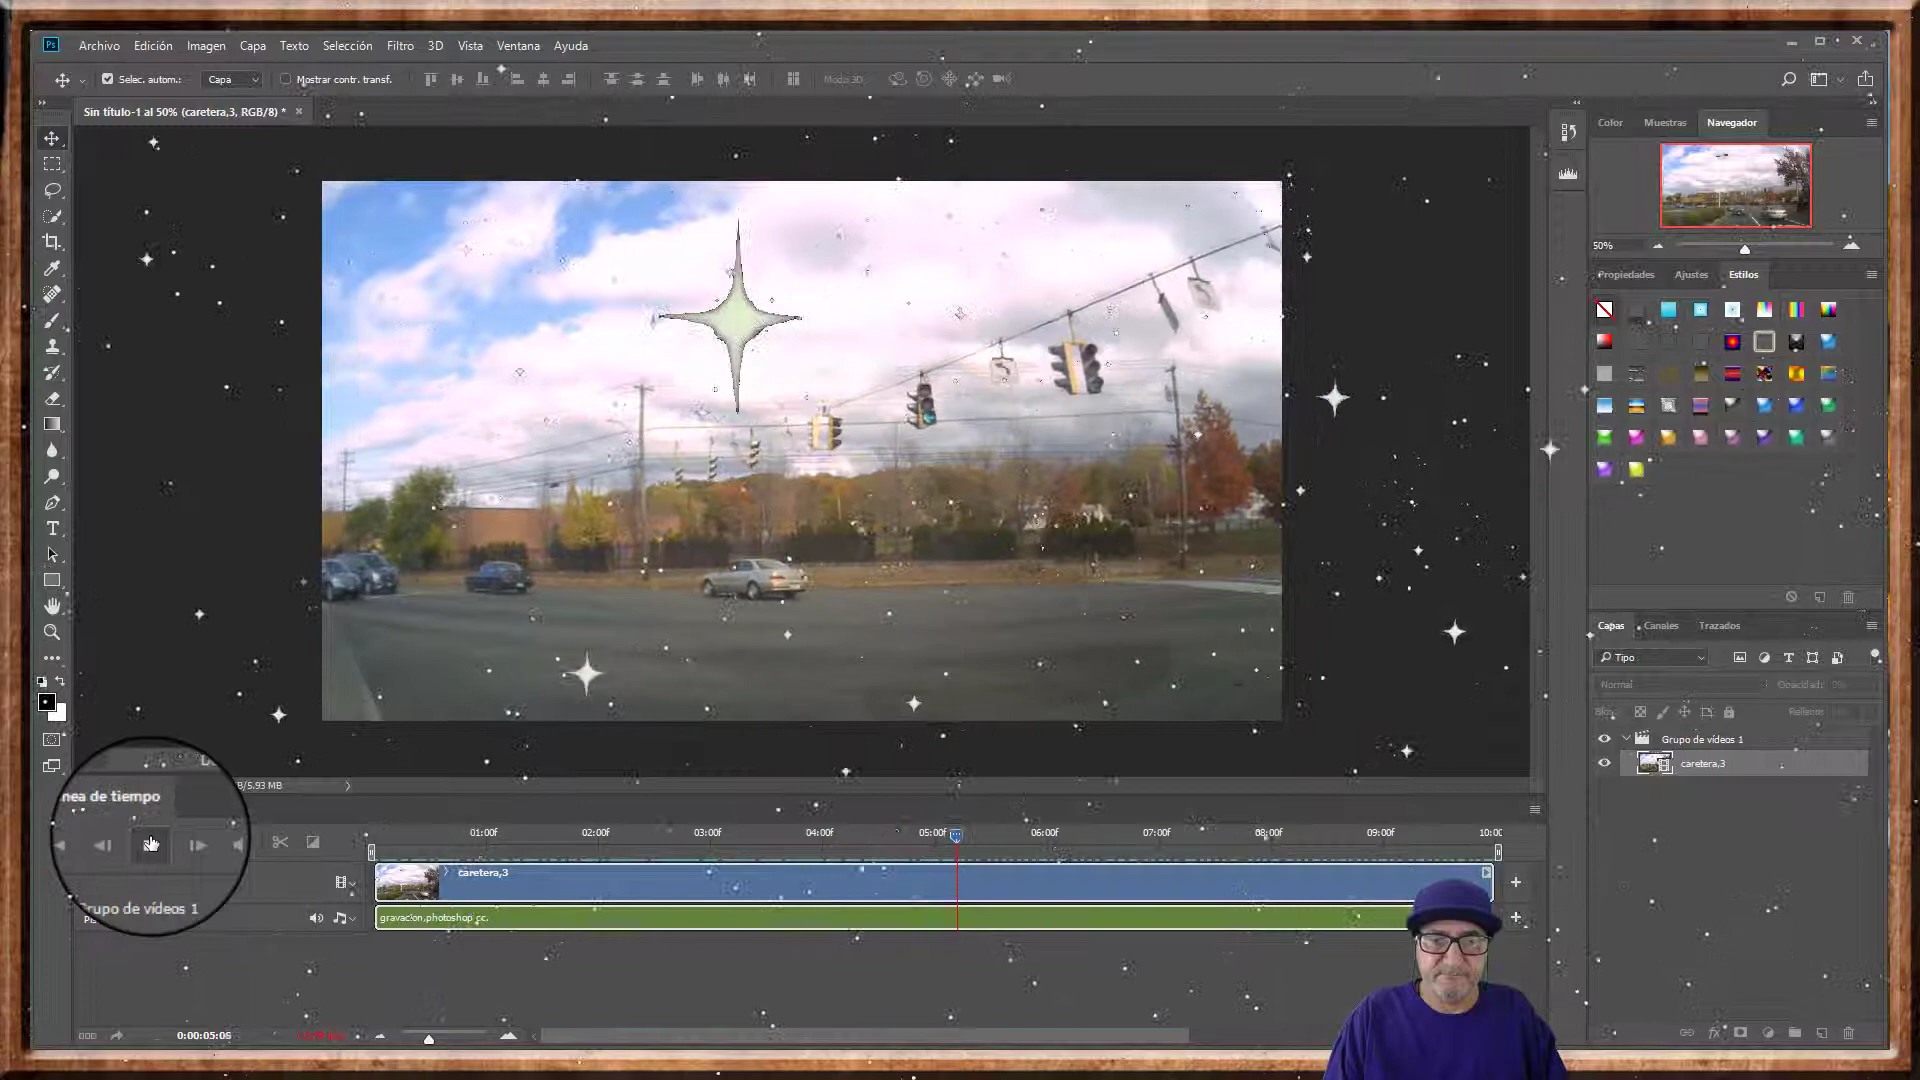 Ps
Archivo Edición Imagen Capa Texto Selección Filtro 3D Vista Ventana Ayuda
Selec. autom.: Capa Mostrar contr. transf. Modo 3D
Sin título-1 al 50% (caretera,3, RGB/8) *
Color Muestras Navegador
50%
Propiedades Ajustes Estilos
Capas Canales Trazados
Tipo
Normal Opacidad:
Grupo de vídeos 1
caretera,3
B/5.93 MB
nea de tiempo
01:00f 02:00f 03:00f 04:00f 05:00f 06:00f 07:00f 08:00f 09:00f 10:00
caretera,3
Grupo de vídeos 1
gravacion,photoshop cc.
0:00:05:06